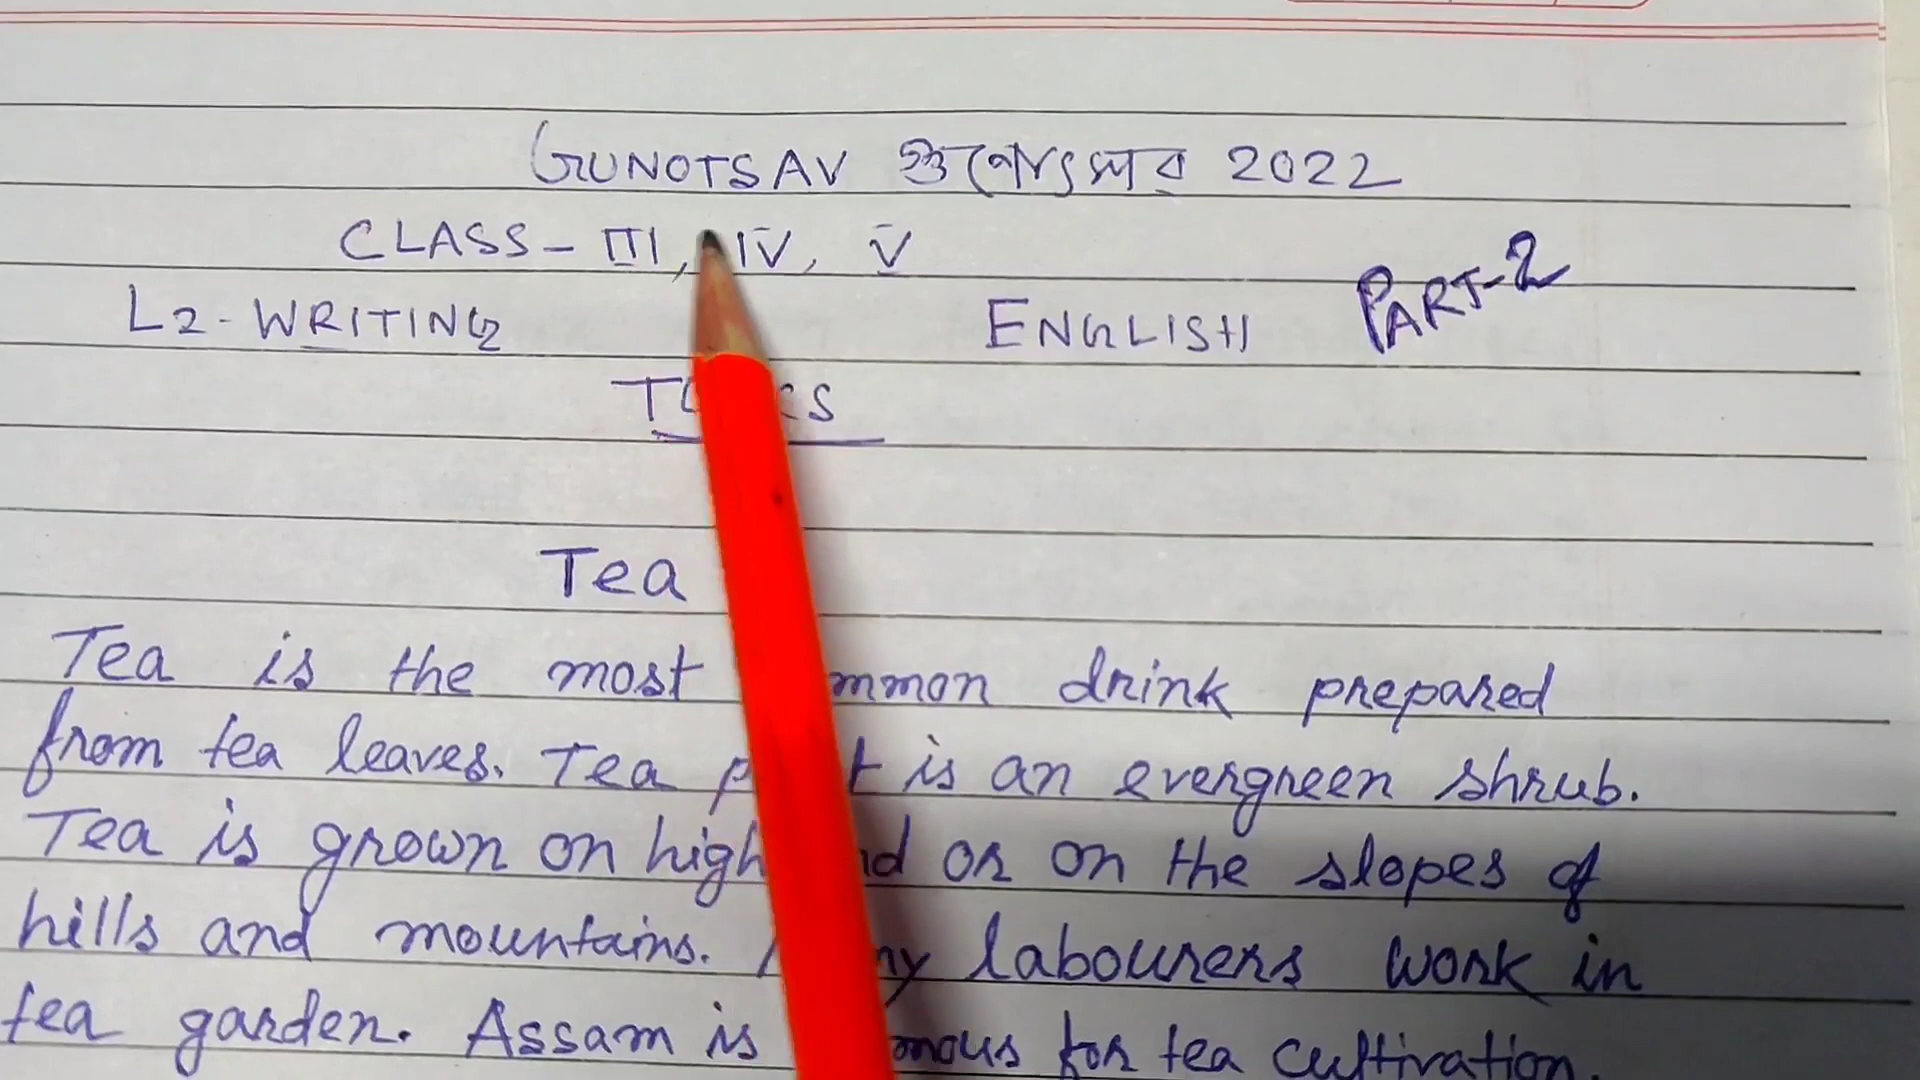 GUNOTSAV গুণোৎসৱ 2022
CLASS - III, IV, V
L2 - WRITING ENGLISH PART-2
Tea
Tea is the most drink prepared
from tea leaves. Tea is an evergreen shrub.
Tea is grown on high or on the slopes of
hills and mountains. labourers work in
tea garden. Assam is for tea cultivation.